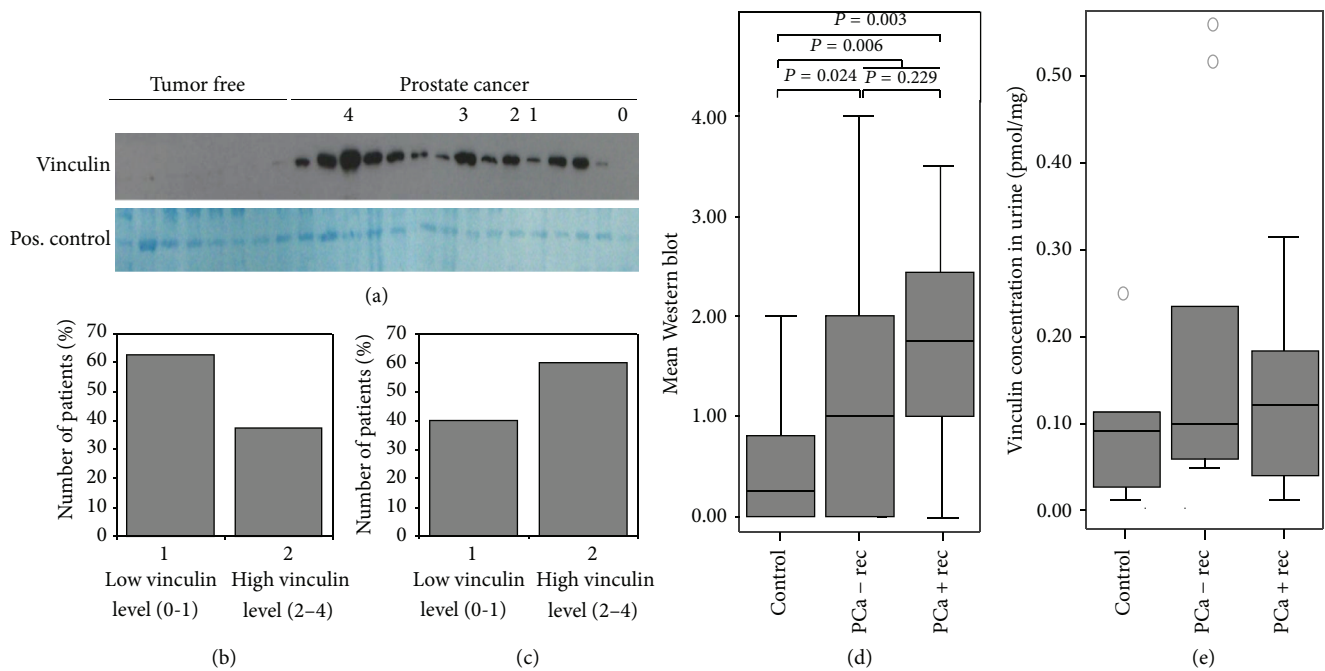 Tumor free
Prostate cancer
4
3
2
1
0
Vinculin
Pos. control
(a)
Number of patients (%)
70
60
50
40
30
20
10
0
1
2
Low vinculin
level (0-1)
High vinculin
level (2–4)
(b)
Number of patients (%)
70
60
50
40
30
20
10
0
1
2
Low vinculin
level (0-1)
High vinculin
level (2–4)
(c)
P = 0.003
P = 0.006
P = 0.024
P = 0.229
Mean Western blot
4.00
3.00
2.00
1.00
0.00
Control
PCa − rec
PCa + rec
(d)
Vinculin concentration in urine (pmol/mg)
0.50
0.40
0.30
0.20
0.10
0.00
Control
PCa − rec
PCa + rec
(e)